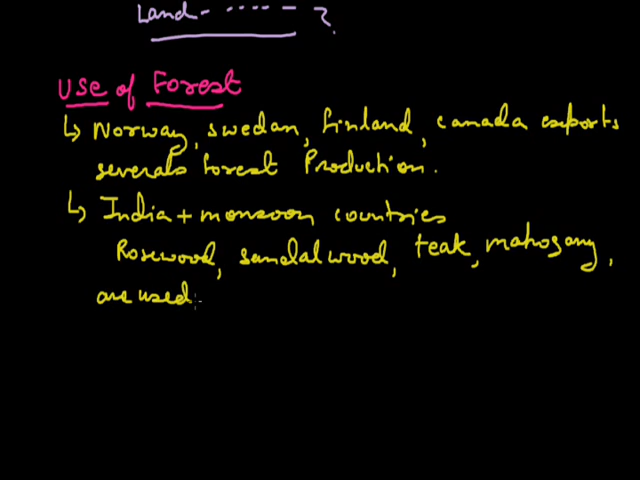 Land- ....- ?
Use of Forest
↳ Norway, swedan, finland, canada exports
severals forest Production.
↳ India + monsoon countries
Rosewood, sandalwood, teak, mahogany,
are used